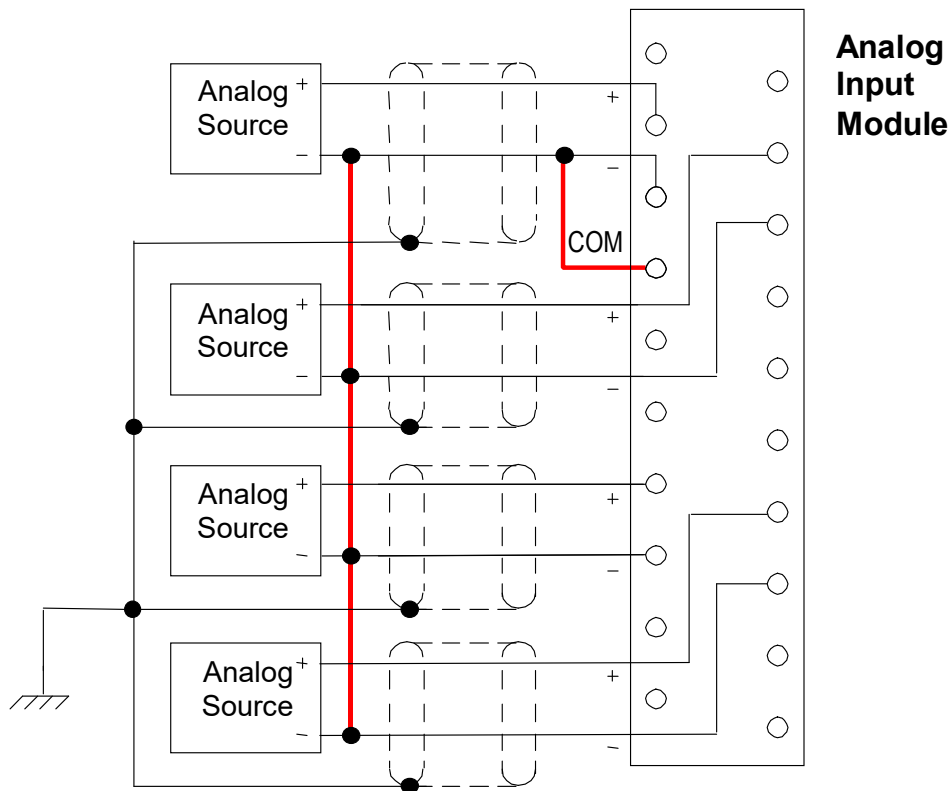 Analog
Input
Module
Analog
Source
+
−
+
−
COM
Analog
Source
+
−
+
−
Analog
Source
+
−
+
−
Analog
Source
+
−
+
−